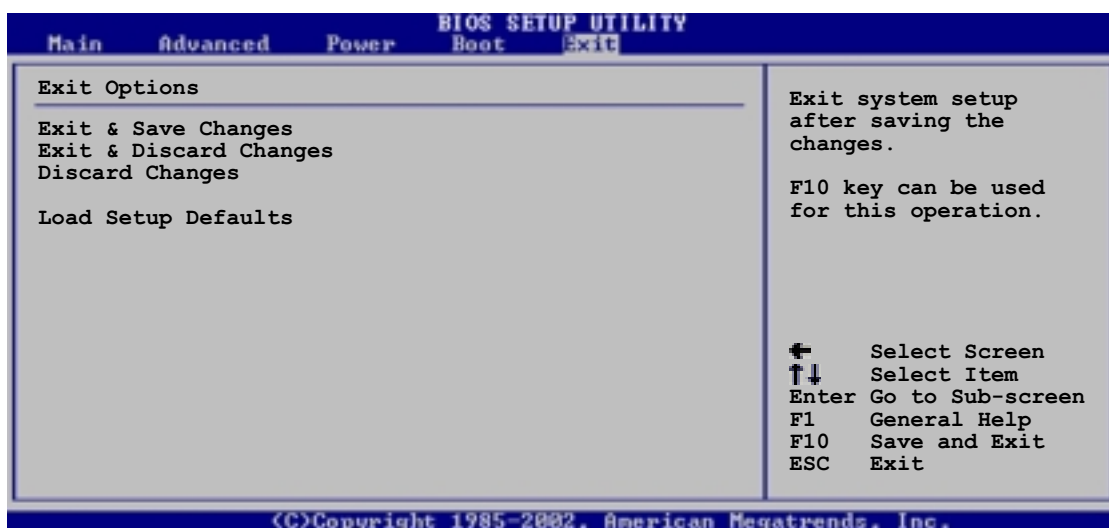 BIOS SETUP UTILITY
Main Advanced Power Boot Exit
Exit Options
Exit & Save Changes
Exit & Discard Changes
Discard Changes
Load Setup Defaults
Exit system setup
after saving the
changes.
F10 key can be used
for this operation.
← Select Screen
↑↓ Select Item
Enter Go to Sub-screen
F1 General Help
F10 Save and Exit
ESC Exit
(C)Copyright 1985-2002, American Megatrends, Inc.